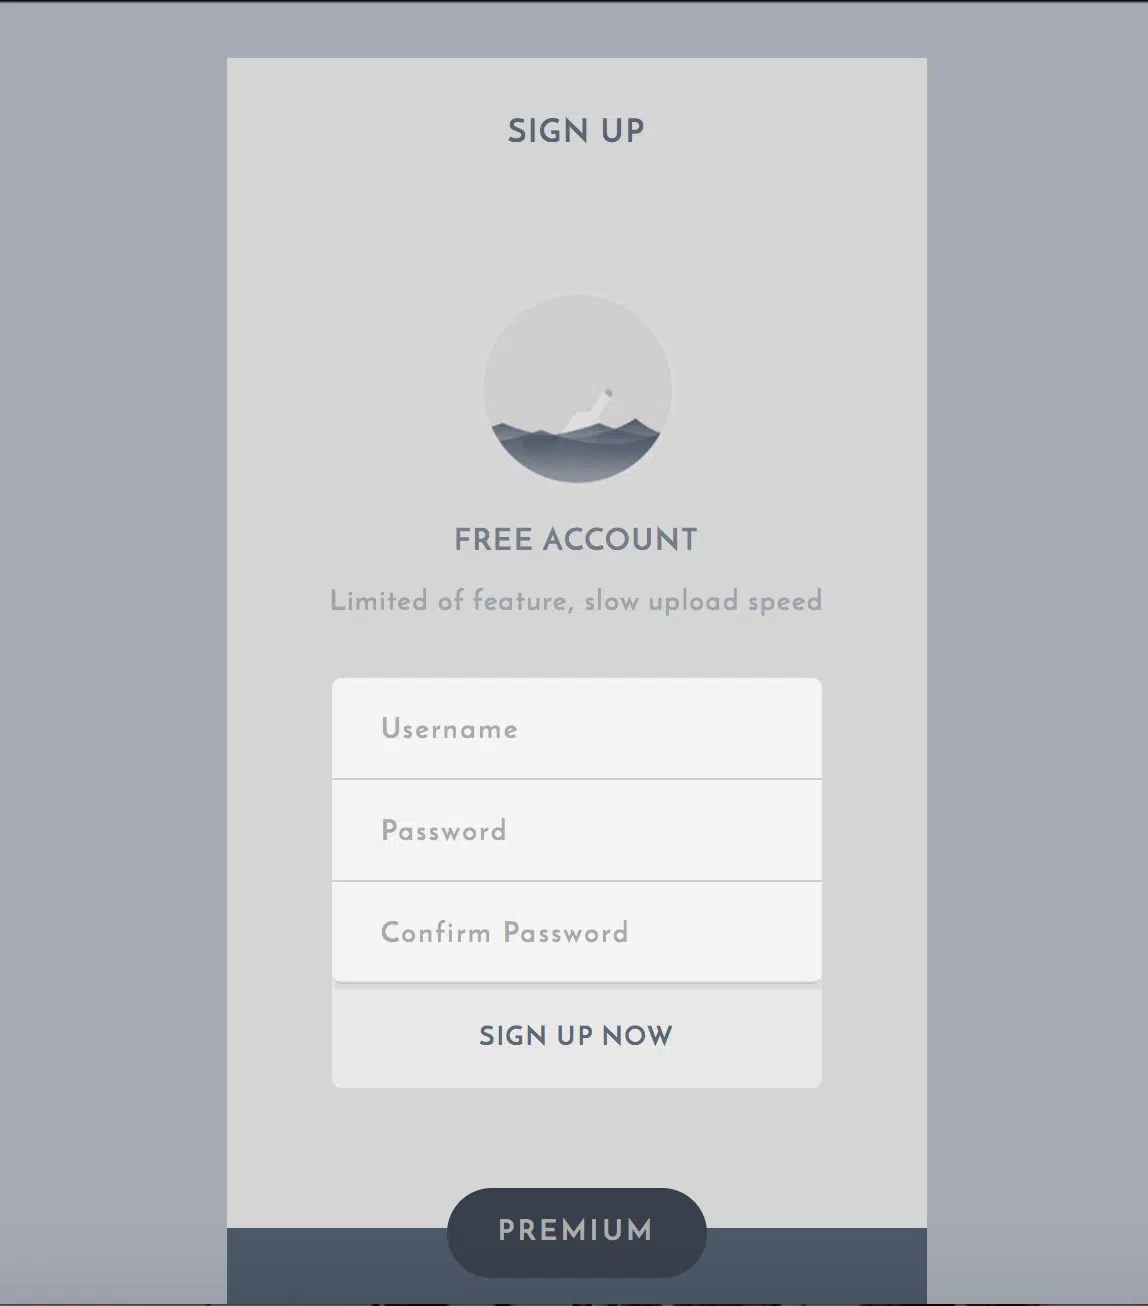 SIGN UP
FREE ACCOUNT
Limited of feature, slow upload speed
Username
Password
Confirm Password
SIGN UP NOW
PREMIUM